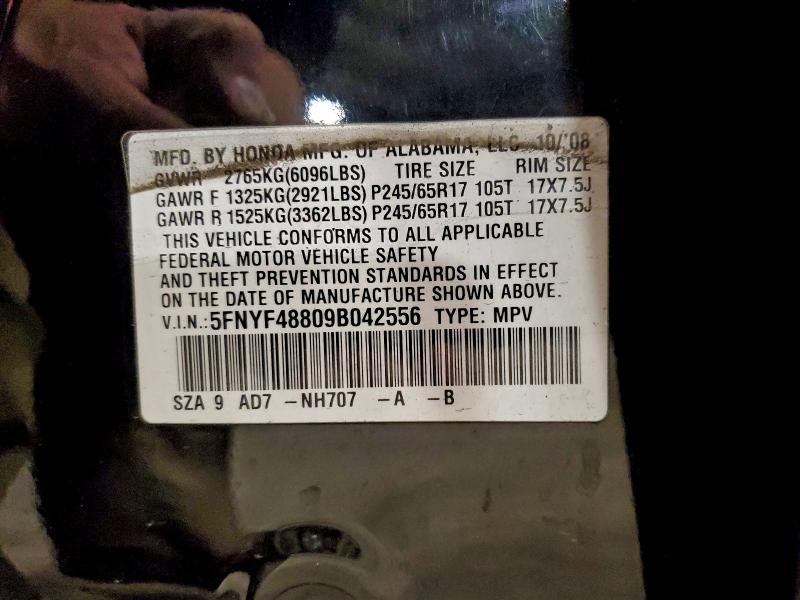 MFD. BY HONDA MFG. OF ALABAMA, LLC 10/'08
GVWR 2765KG(6096LBS) TIRE SIZE RIM SIZE
GAWR F 1325KG(2921LBS) P245/65R17 105T 17X7.5J
GAWR R 1525KG(3362LBS) P245/65R17 105T 17X7.5J
THIS VEHICLE CONFORMS TO ALL APPLICABLE
FEDERAL MOTOR VEHICLE SAFETY
AND THEFT PREVENTION STANDARDS IN EFFECT
ON THE DATE OF MANUFACTURE SHOWN ABOVE.
V.I.N.:5FNYF48809B042556 TYPE: MPV
SZA 9 AD7 -NH707 -A -B